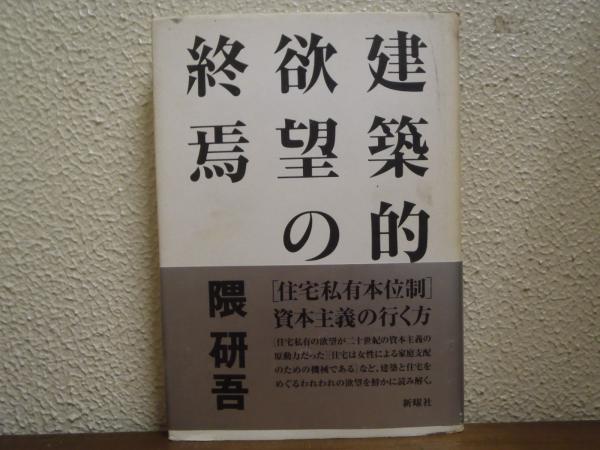 建築的
欲望の
終焉
隈研吾
[住宅私有本位制]
資本主義の行く方
「住宅私有の欲望が二十世紀の資本主義の
原動力だった」「住宅は女性による家庭支配
のための機械である」など、建築と住宅を
めぐるわれわれの欲望を鮮かに読み解く。
新曜社